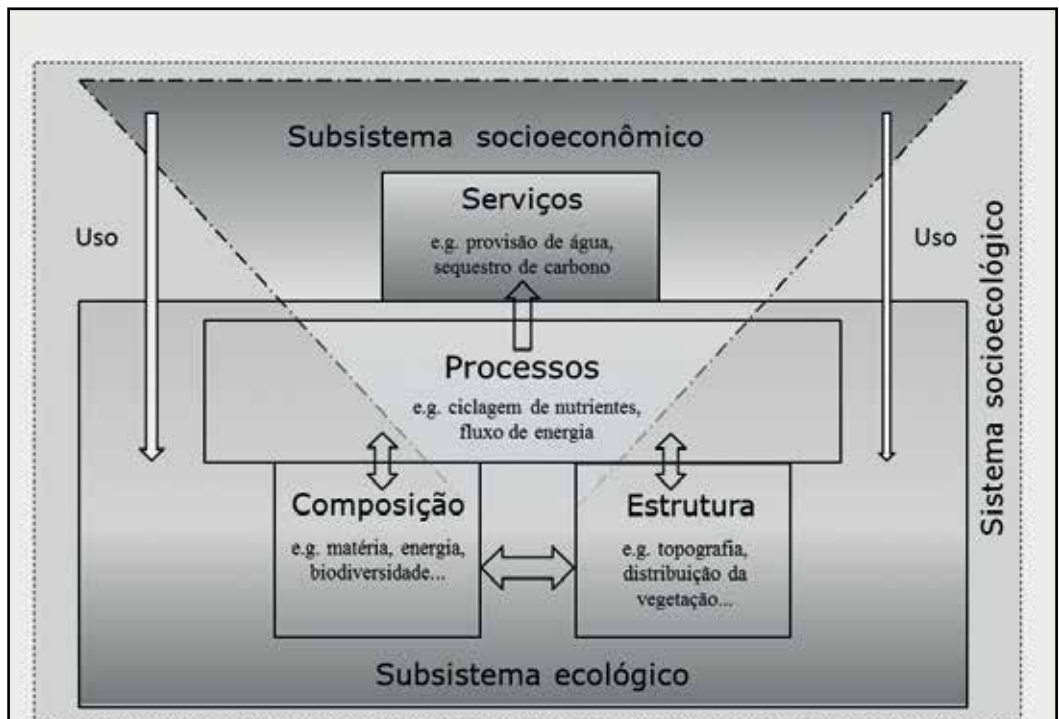 Subsistema socioeconômico
Serviços
e.g. provisão de água,
sequestro de carbono
Uso
Uso
Processos
e.g. ciclagem de nutrientes,
fluxo de energia
Composição
e.g. matéria, energia,
biodiversidade...
Estrutura
e.g. topografia,
distribuição da
vegetação...
Subsistema ecológico
Sistema socioecológico